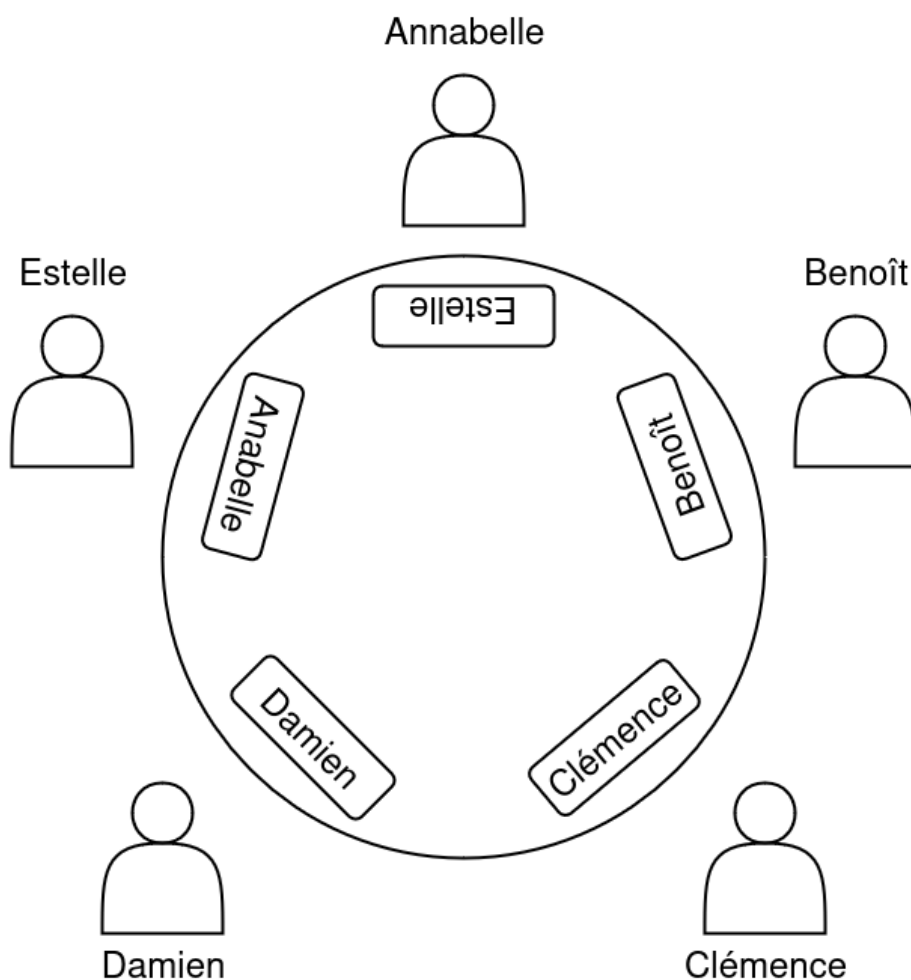 Annabelle
Estelle
Benoît
Estelle
Anabelle
Benoît
Damien
Clémence
Damien
Clémence